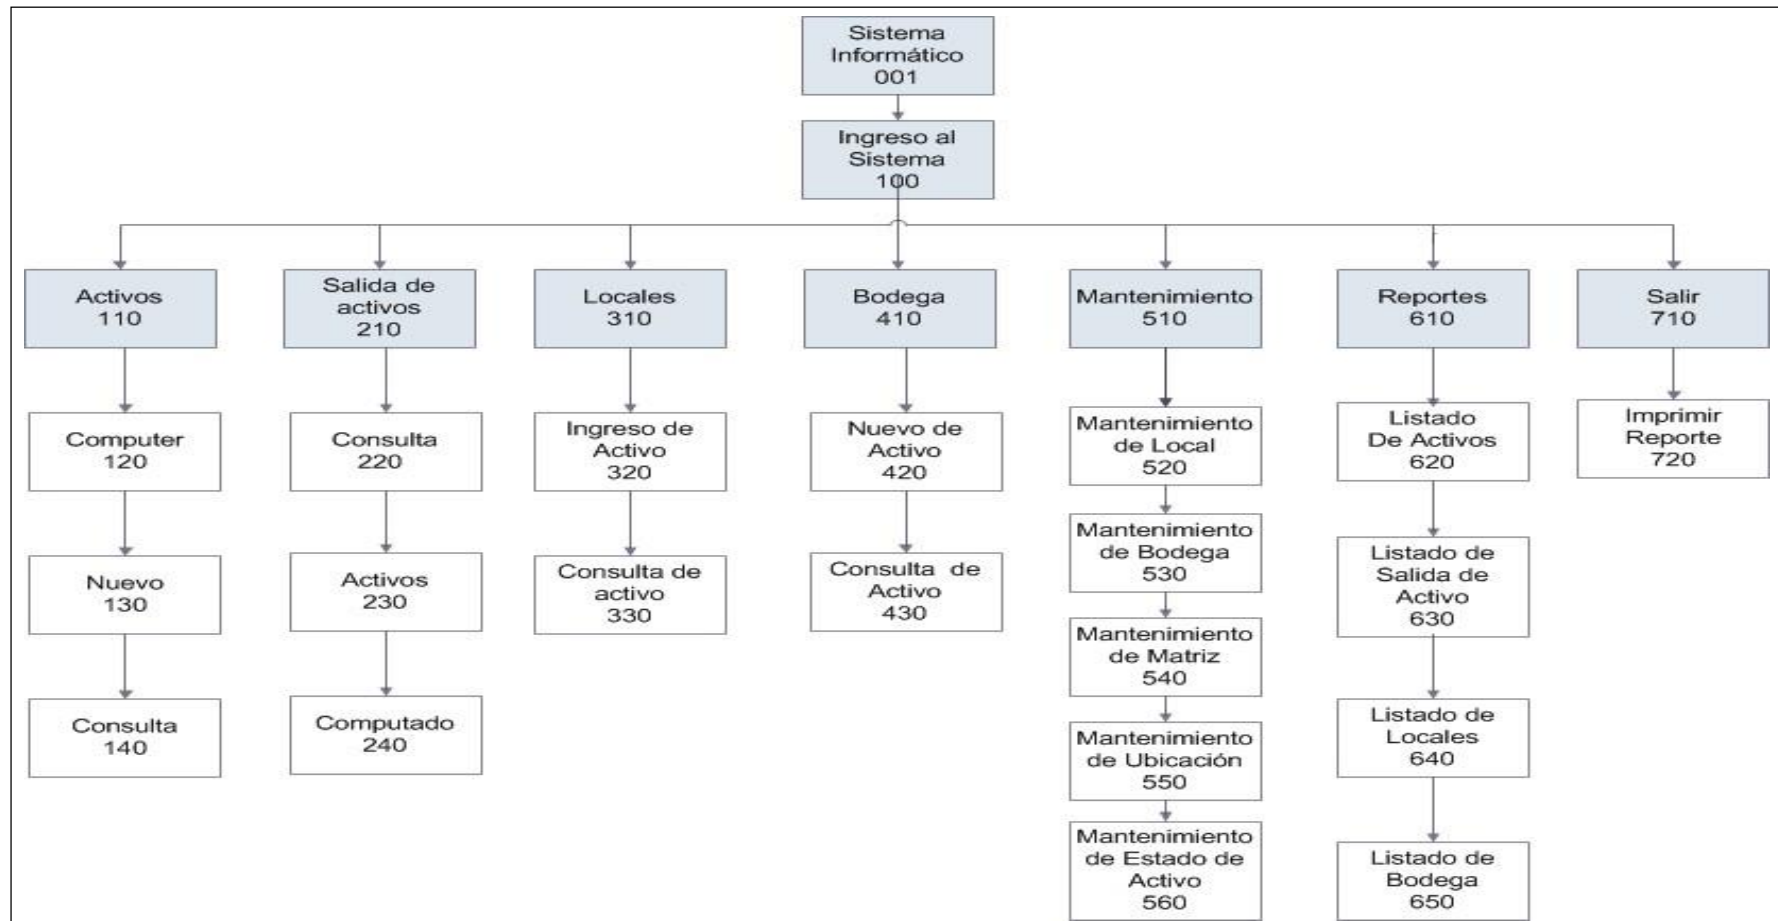 Sistema
Informático
001
Ingreso al
Sistema
100
Activos
110
Salida de
activos
210
Locales
310
Bodega
410
Mantenimiento
510
Reportes
610
Salir
710
Computer
120
Consulta
220
Ingreso de
Activo
320
Nuevo de
Activo
420
Mantenimiento
de Local
520
Listado
De Activos
620
Imprimir
Reporte
720
Nuevo
130
Activos
230
Consulta de
activo
330
Consulta de
Activo
430
Mantenimiento
de Bodega
530
Listado de
Salida de
Activo
630
Mantenimiento
de Matriz
540
Consulta
140
Computado
240
Mantenimiento
de Ubicación
550
Listado de
Locales
640
Mantenimiento
de Estado de
Activo
560
Listado de
Bodega
650